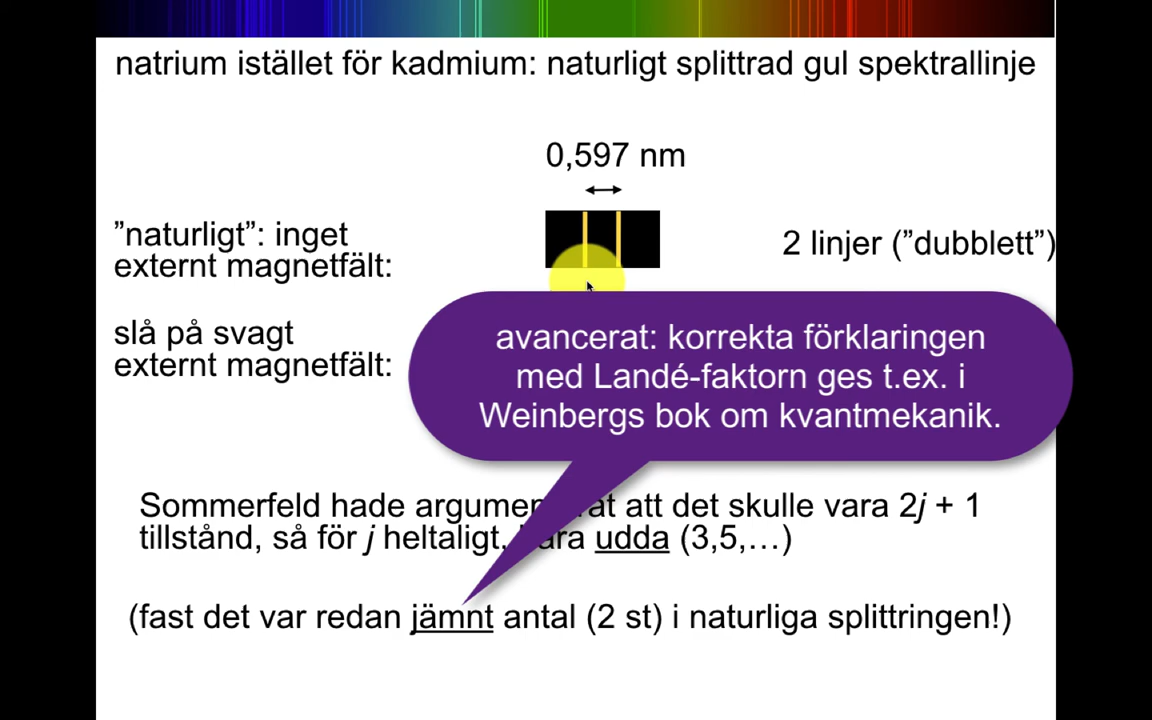 natrium istället för kadmium: naturligt splittrad gul spektrallinje
0,597 nm
”naturligt”: inget
externt magnetfält:
2 linjer (”dubblett”)
slå på svagt
externt magnetfält:
avancerat: korrekta förklaringen
med Landé-faktorn ges t.ex. i
Weinbergs bok om kvantmekanik.
Sommerfeld hade argumen at att det skulle vara 2j + 1
tillstånd, så för j heltaligt, udda (3,5,…)
(fast det var redan jämnt antal (2 st) i naturliga splittringen!)